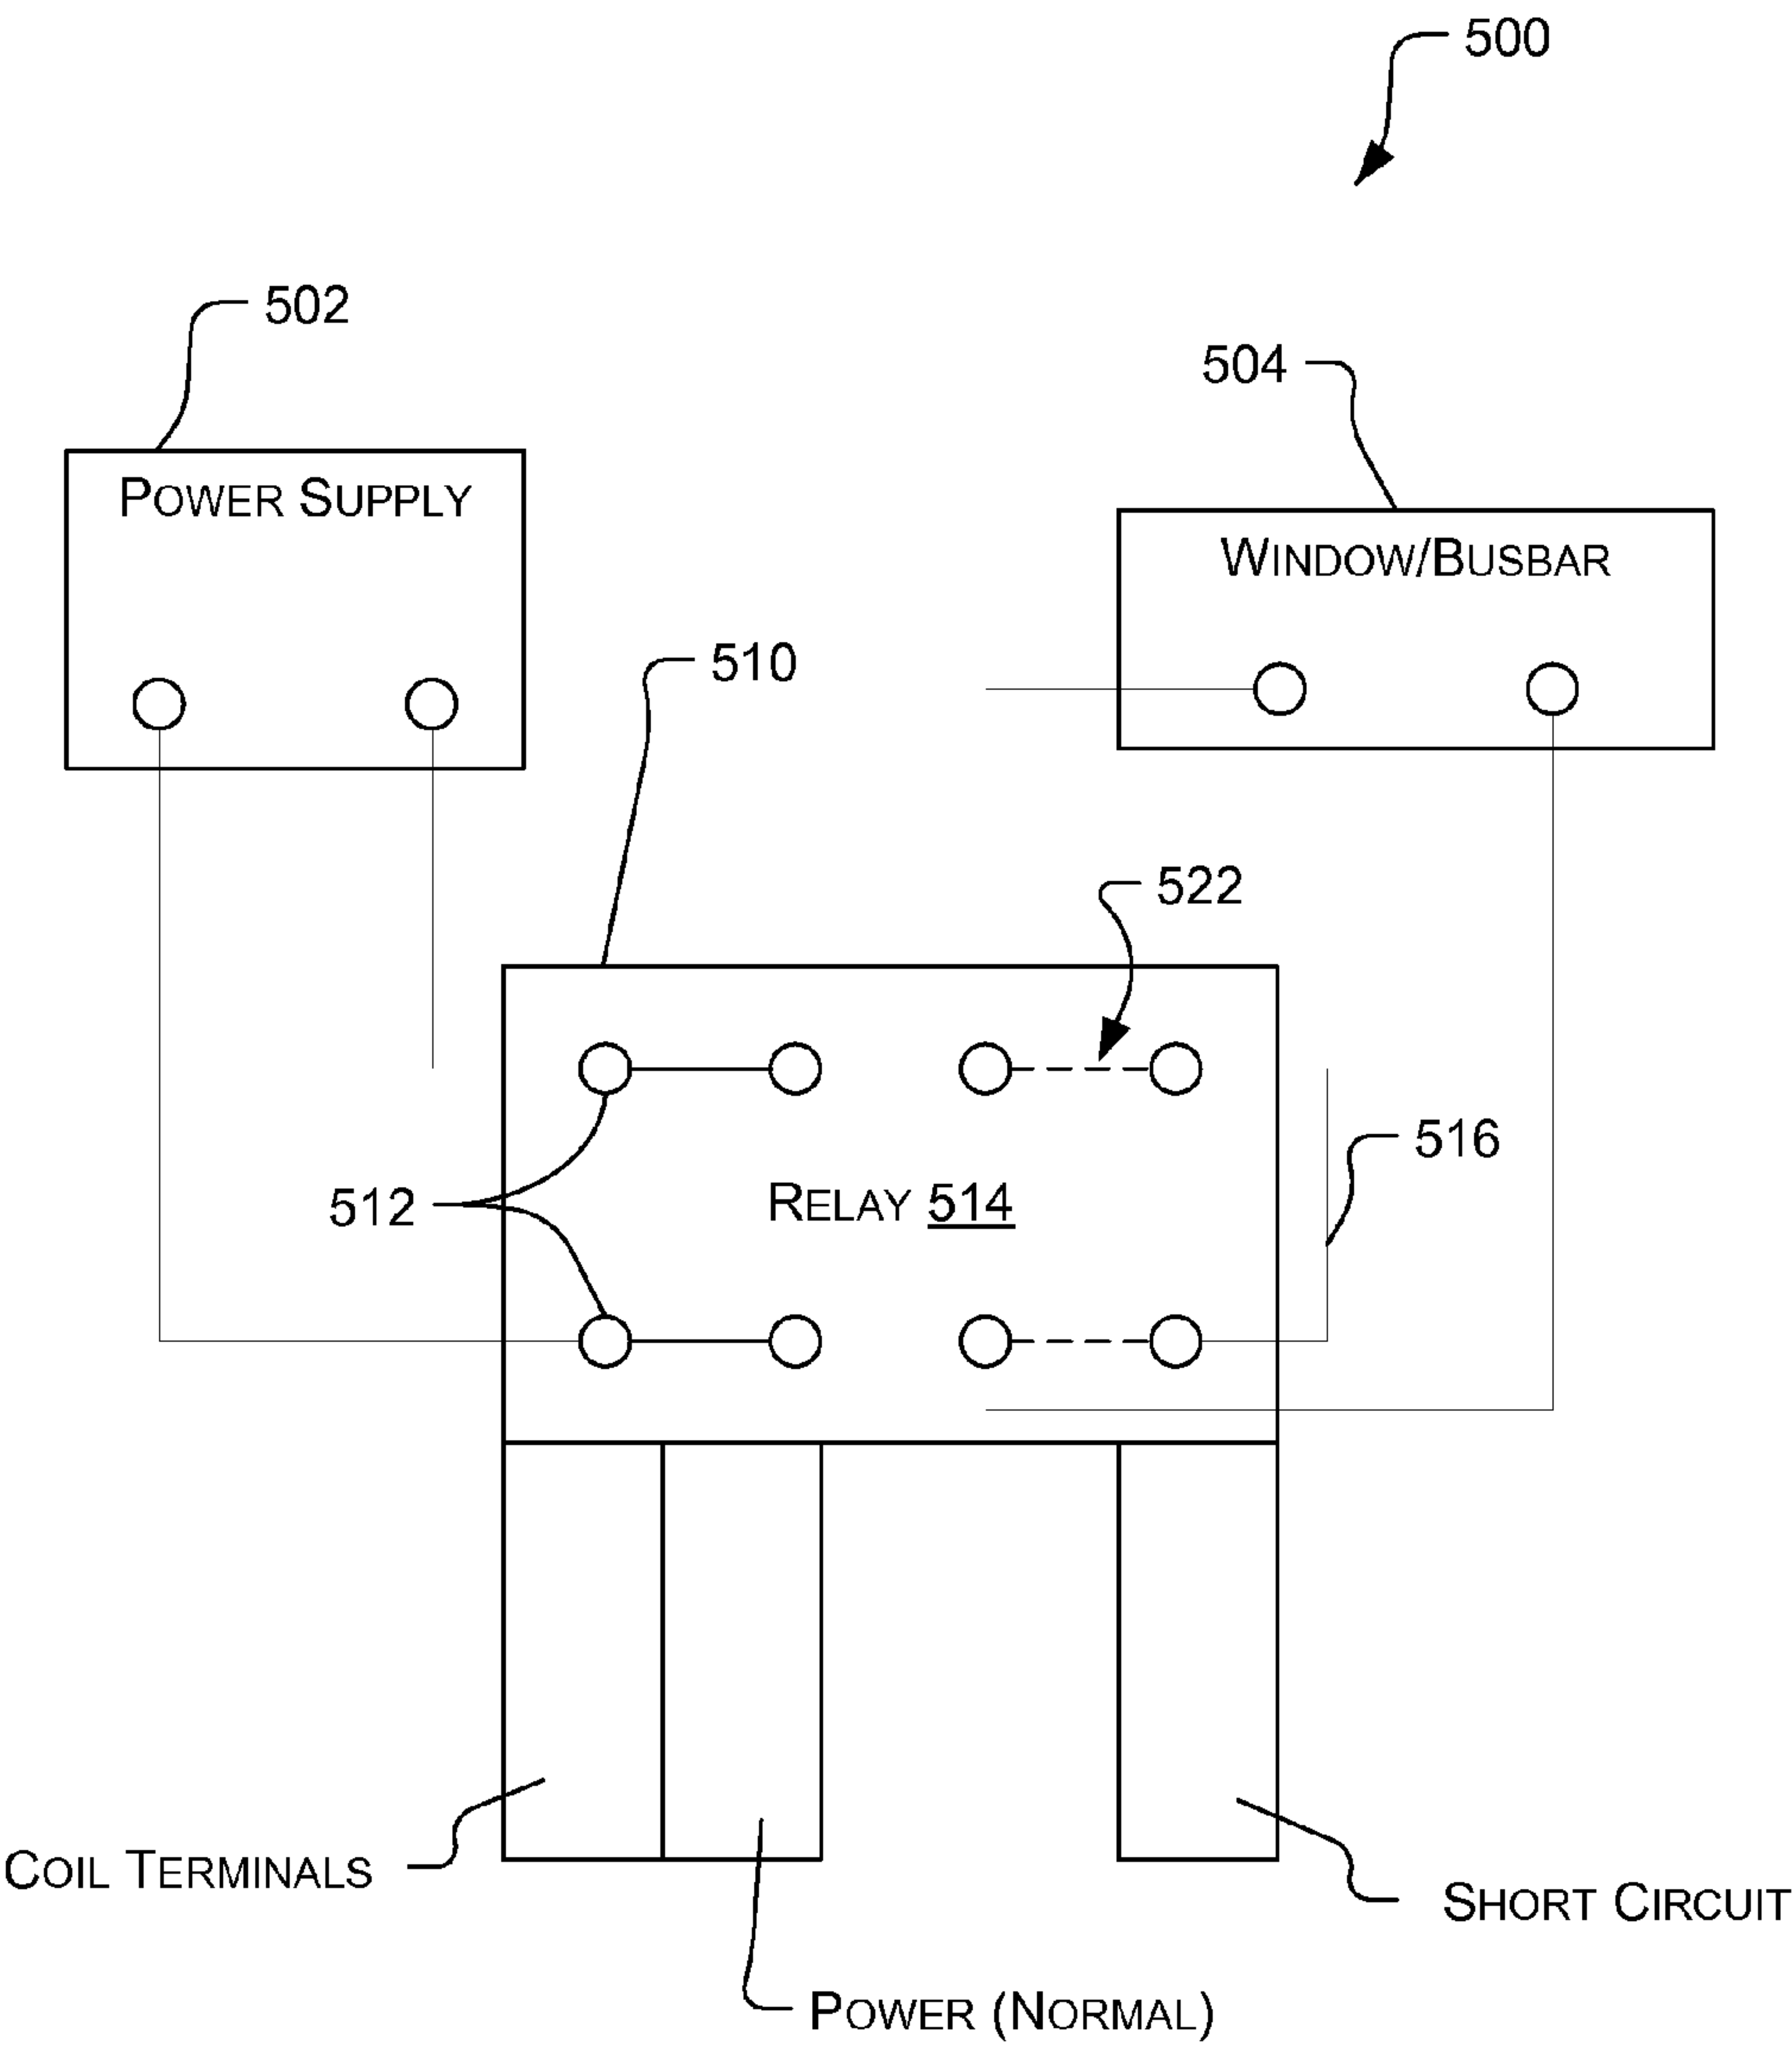 500
502
504
POWER SUPPLY
WINDOW/BUSBAR
510
522
516
512
RELAY 514
COIL TERMINALS
SHORT CIRCUIT
POWER (NORMAL)